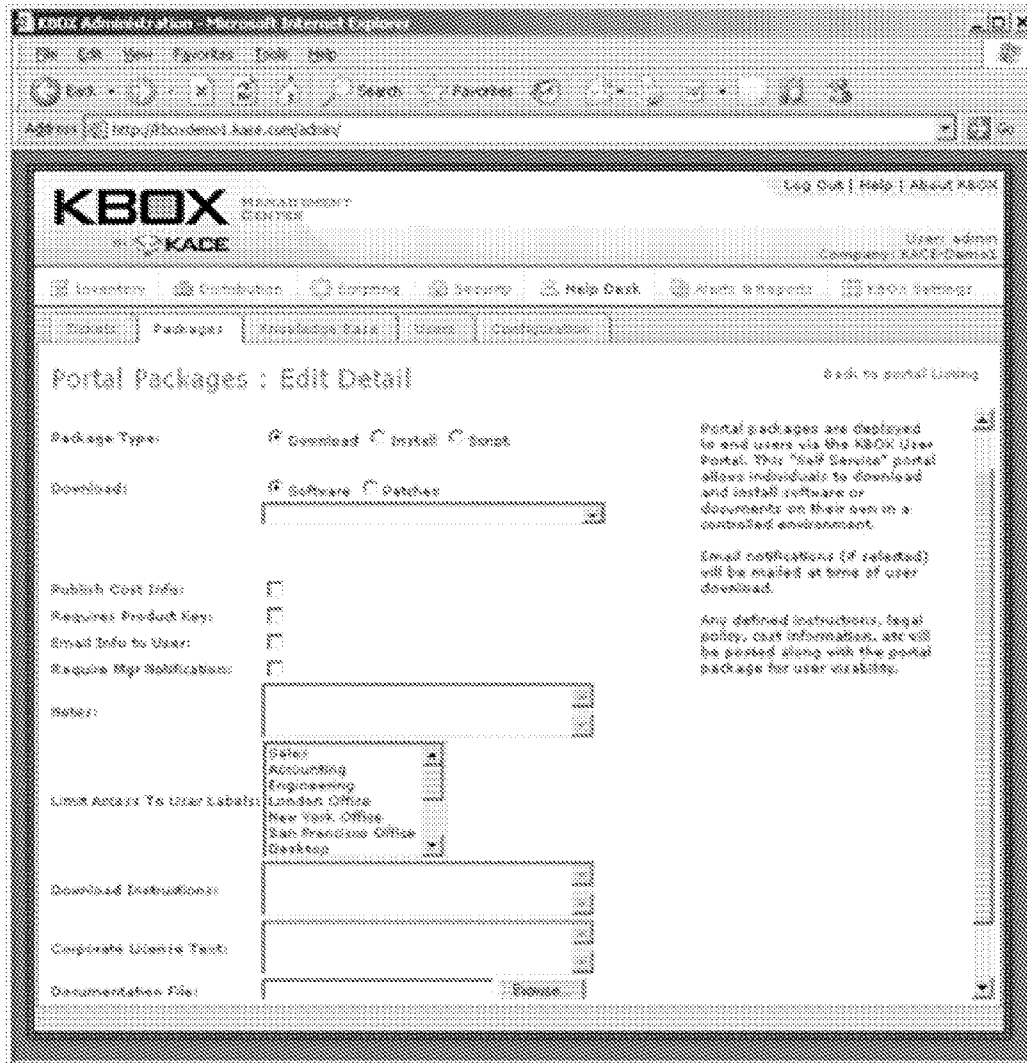 KBOX Administration - Microsoft Internet Explorer
File Edit View Favorites Tools Help
Back Search Favorites
Address http://kboxdemo1.kace.com/admin/ Go
Log Out | Help | About KBOX
KBOX MANAGEMENT CENTER
BY KACE
User: admin
Company: KACE-Demo1
Inventory Distribution Scripting Security Help Desk Alerts & Reports KBOX Settings
Tickets Packages Knowledge Base Users Configuration
Portal Packages : Edit Detail
Back to portal Listing
Package Type: Download Install Script
Download: Software Patches
Portal packages are deployed
to end users via the KBOX User
Portal. This "Self Service" portal
allows individuals to download
and install software or
documents on their own in a
controlled environment.
Email notifications (if selected)
will be mailed at time of user
download.
Any defined instructions, legal
policy, cost information, etc will
be posted along with the portal
package for user visability.
Publish Cost Info:
Requires Product Key:
Email Info to User:
Require Mgr Notification:
Notes:
Limit Access To User Labels:
Sales
Accounting
Engineering
London Office
New York Office
San Francisco Office
Desktop
Download Instructions:
Corporate License Text:
Documentation File: Browse...